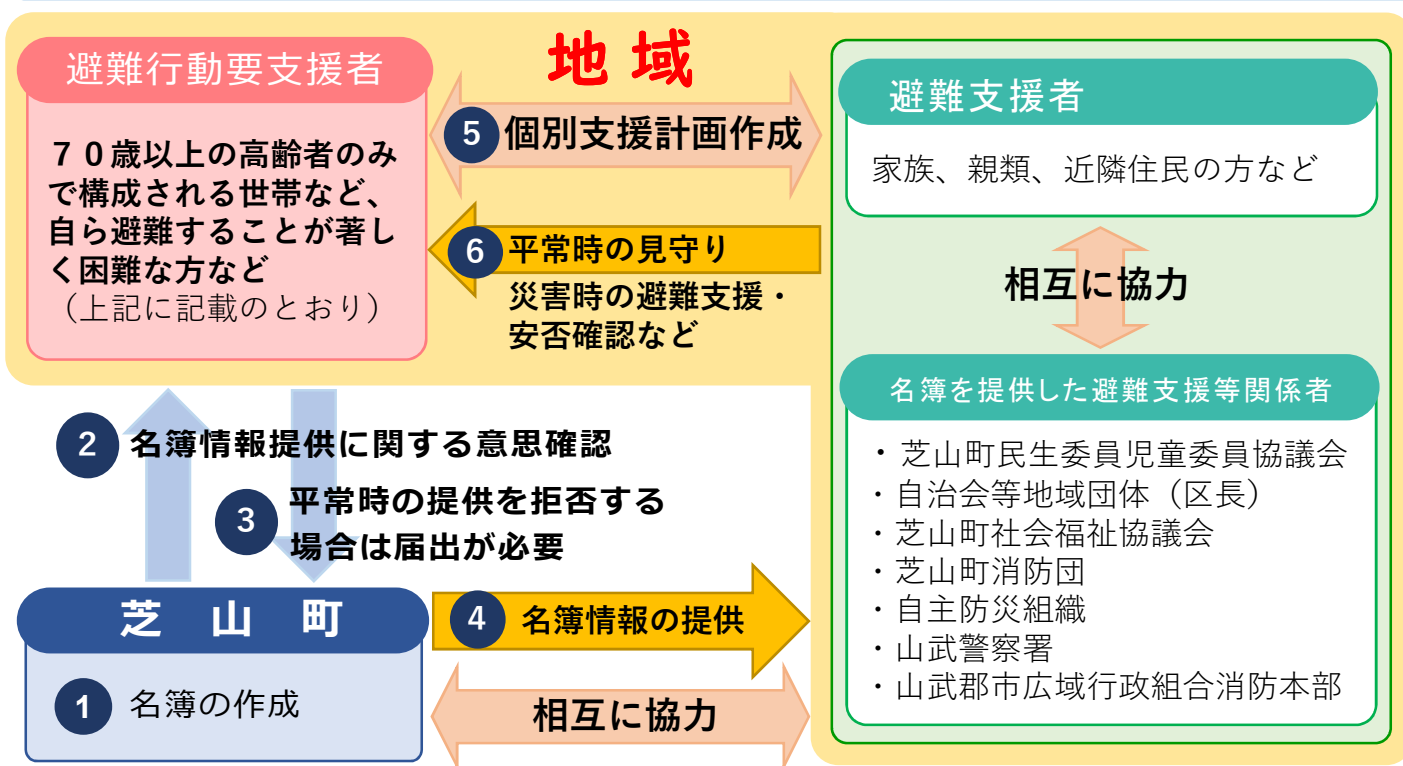 地域
避難行動要支援者
７０歳以上の高齢者のみ
で構成される世帯など、
自ら避難することが著し
く困難な方など
（上記に記載のとおり）
5 個別支援計画作成
6 平常時の見守り
災害時の避難支援・
安否確認など
避難支援者
家族、親類、近隣住民の方など
相互に協力
名簿を提供した避難支援等関係者
・芝山町民生委員児童委員協議会
・自治会等地域団体（区長）
・芝山町社会福祉協議会
・芝山町消防団
・自主防災組織
・山武警察署
・山武郡市広域行政組合消防本部
2 名簿情報提供に関する意思確認
3 平常時の提供を拒否する
場合は届出が必要
芝山町
1 名簿の作成
4 名簿情報の提供
相互に協力